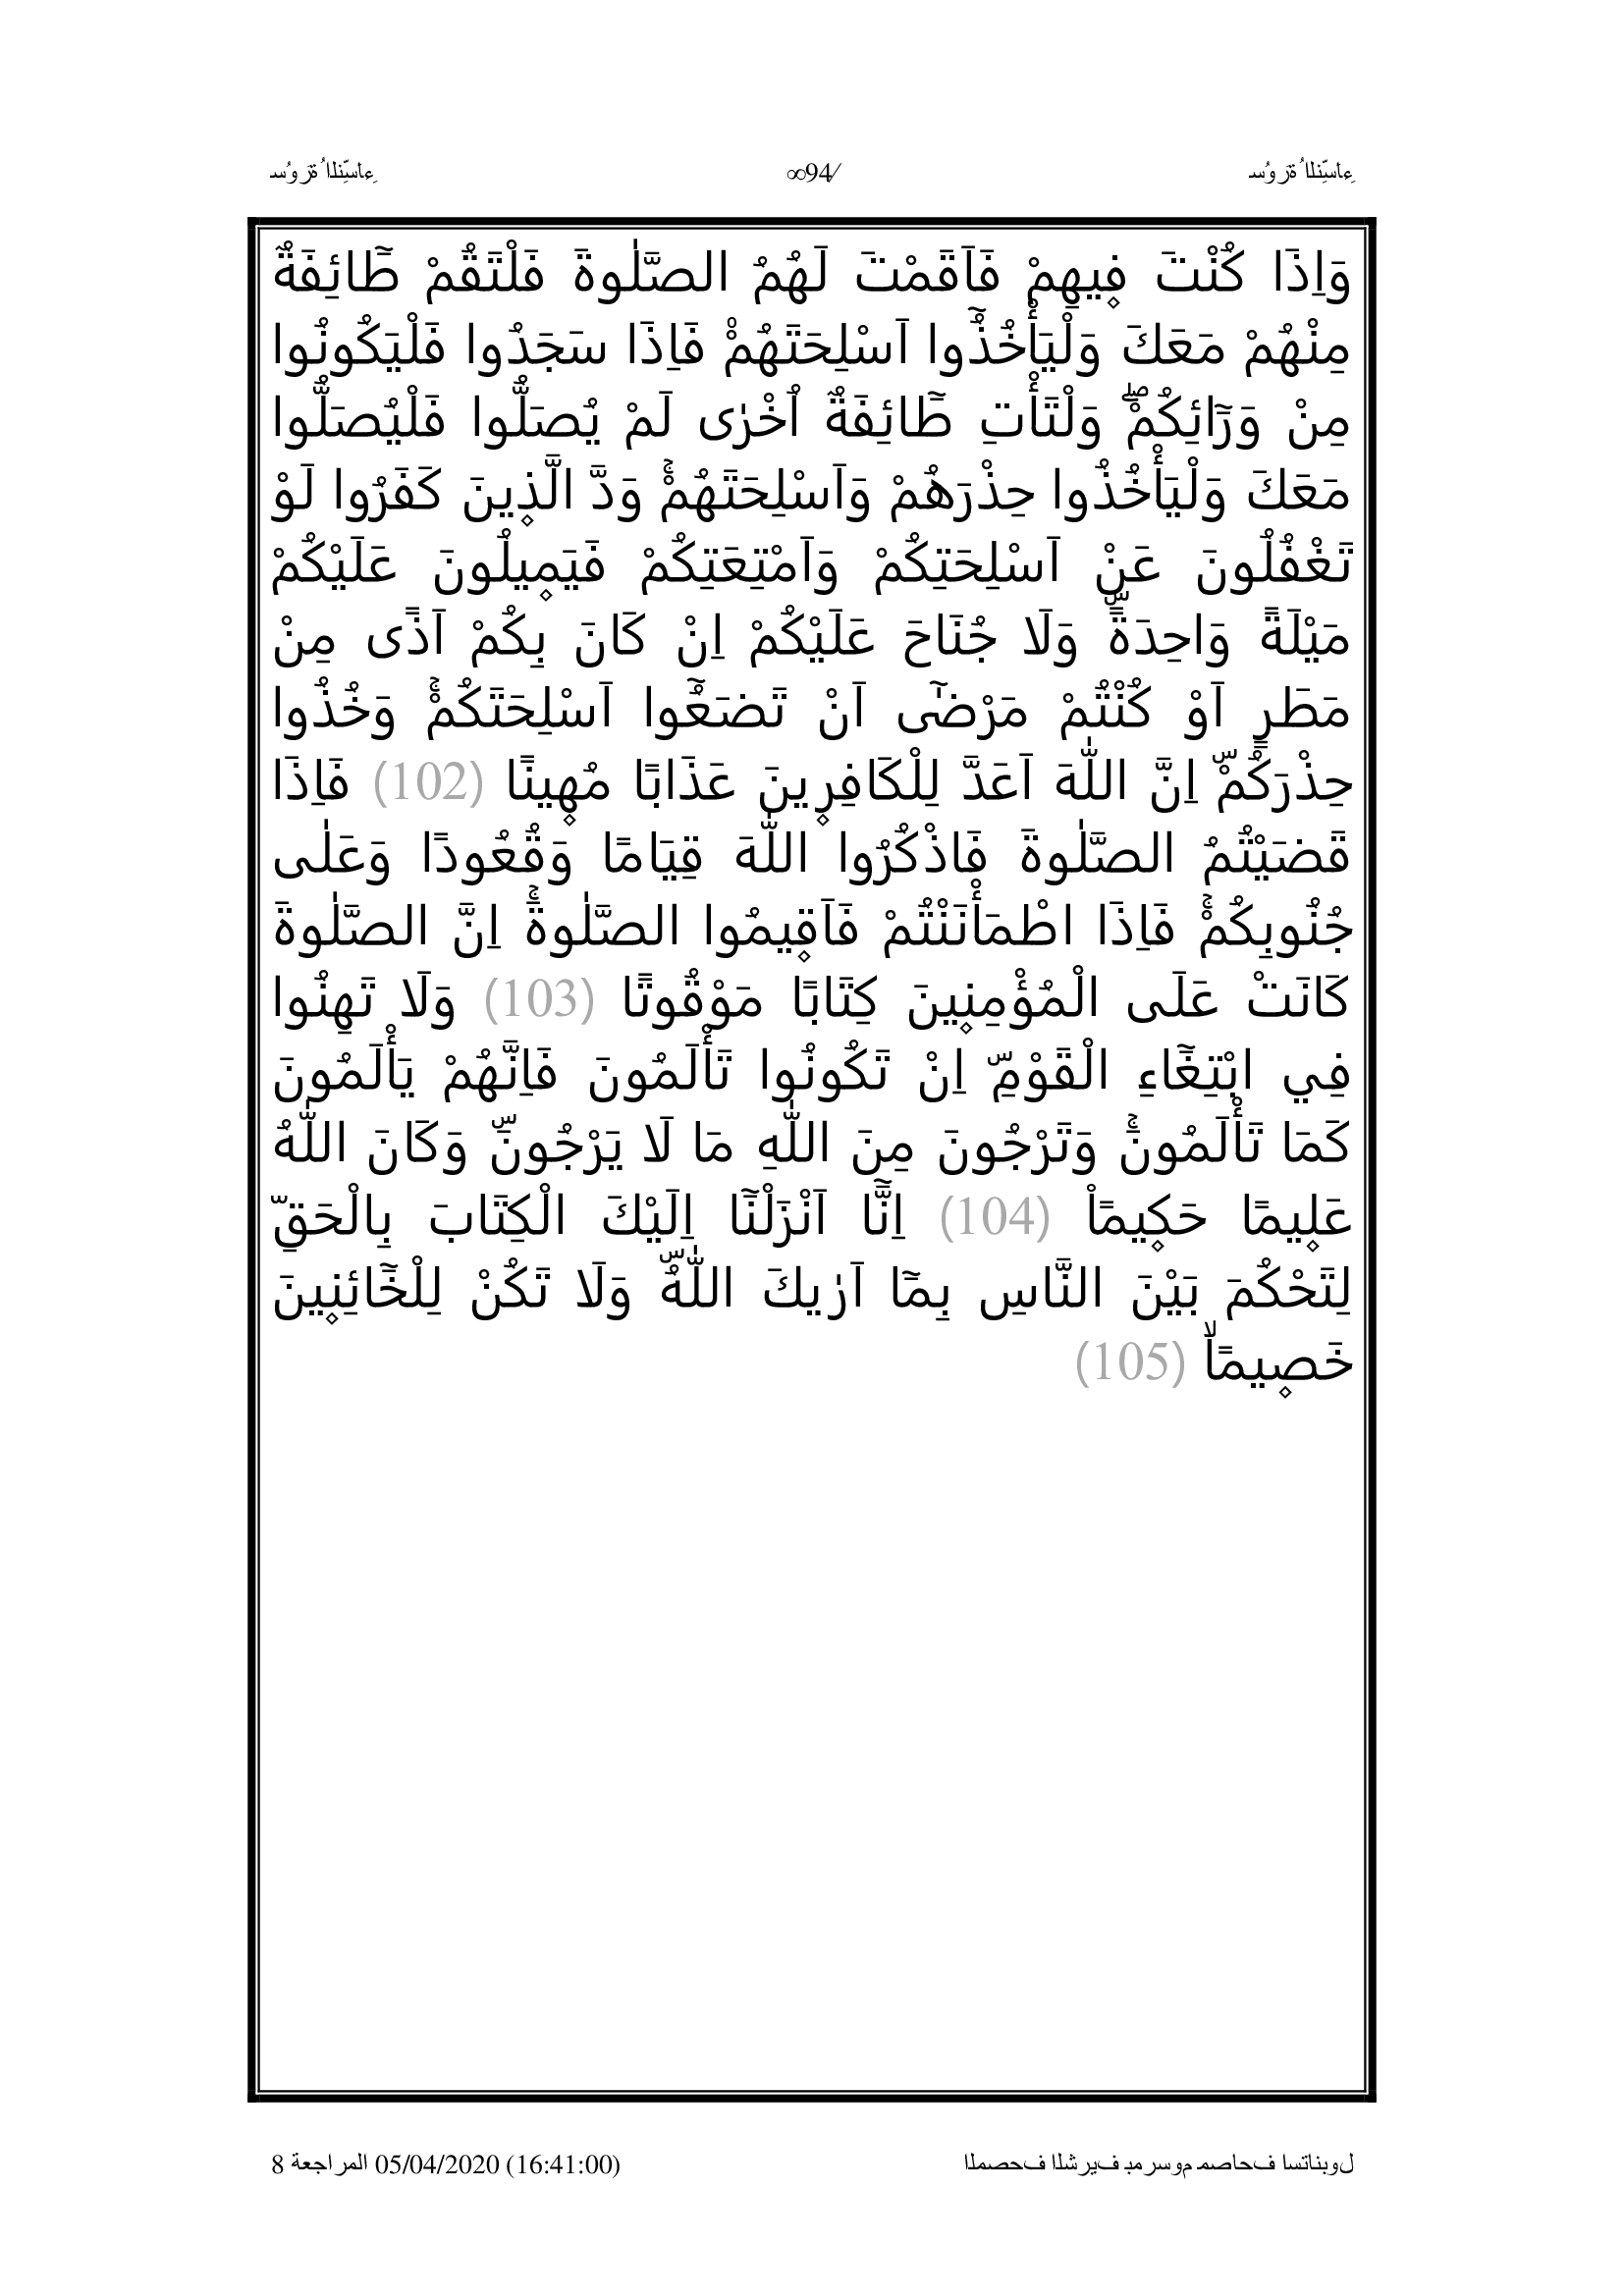 سُورَةُ النِّسَاءِ ∞94/ سُورَةُ النِّسَاءِ
وَاِذَا كُنْتَ ف۪يهِمْ فَاَقَمْتَ لَهُمُ الصَّلٰوةَ فَلْتَقُمْ طَٓائِفَةٌ
مِنْهُمْ مَعَكَ وَلْيَأْخُذُٓوا اَسْلِحَتَهُمْ۠ فَاِذَا سَجَدُوا فَلْيَكُونُوا
مِنْ وَرَٓائِكُمْۖ وَلْتَأْتِ طَٓائِفَةٌ اُخْرٰى لَمْ يُصَلُّوا فَلْيُصَلُّوا
مَعَكَ وَلْيَأْخُذُوا حِذْرَهُمْ وَاَسْلِحَتَهُمْۚ وَدَّ الَّذ۪ينَ كَفَرُوا لَوْ
تَغْفُلُونَ عَنْ اَسْلِحَتِكُمْ وَاَمْتِعَتِكُمْ فَيَم۪يلُونَ عَلَيْكُمْ
مَيْلَةً وَاحِدَةًۜ وَلَا جُنَاحَ عَلَيْكُمْ اِنْ كَانَ بِكُمْ اَذًى مِنْ
مَطَرٍ اَوْ كُنْتُمْ مَرْضٰٓى اَنْ تَضَعُٓوا اَسْلِحَتَكُمْۚ وَخُذُوا
حِذْرَكُمْۜ اِنَّ اللّٰهَ اَعَدَّ لِلْكَافِر۪ينَ عَذَابًا مُه۪ينًا (102) فَاِذَا
قَضَيْتُمُ الصَّلٰوةَ فَاذْكُرُوا اللّٰهَ قِيَامًا وَقُعُودًا وَعَلٰى
جُنُوبِكُمْۚ فَاِذَا اطْمَأْنَنْتُمْ فَاَق۪يمُوا الصَّلٰوةَۚ اِنَّ الصَّلٰوةَ
كَانَتْ عَلَى الْمُؤْمِن۪ينَ كِتَابًا مَوْقُوتًا (103) وَلَا تَهِنُوا
فِي ابْتِغَٓاءِ الْقَوْمِۜ اِنْ تَكُونُوا تَأْلَمُونَ فَاِنَّهُمْ يَأْلَمُونَ
كَمَا تَأْلَمُونَۚ وَتَرْجُونَ مِنَ اللّٰهِ مَا لَا يَرْجُونَۜ وَكَانَ اللّٰهُ
عَل۪يمًا حَك۪يمًا۟ (104) اِنَّٓا اَنْزَلْنَٓا اِلَيْكَ الْكِتَابَ بِالْحَقِّ
لِتَحْكُمَ بَيْنَ النَّاسِ بِمَٓا اَرٰيكَ اللّٰهُۜ وَلَا تَكُنْ لِلْخَٓائِن۪ينَ
خَص۪يمًاۙ (105)
المصحف الشريف بمرسوم مصاحف استانبول 05/04/2020 (16:41:00) المراجعة 8